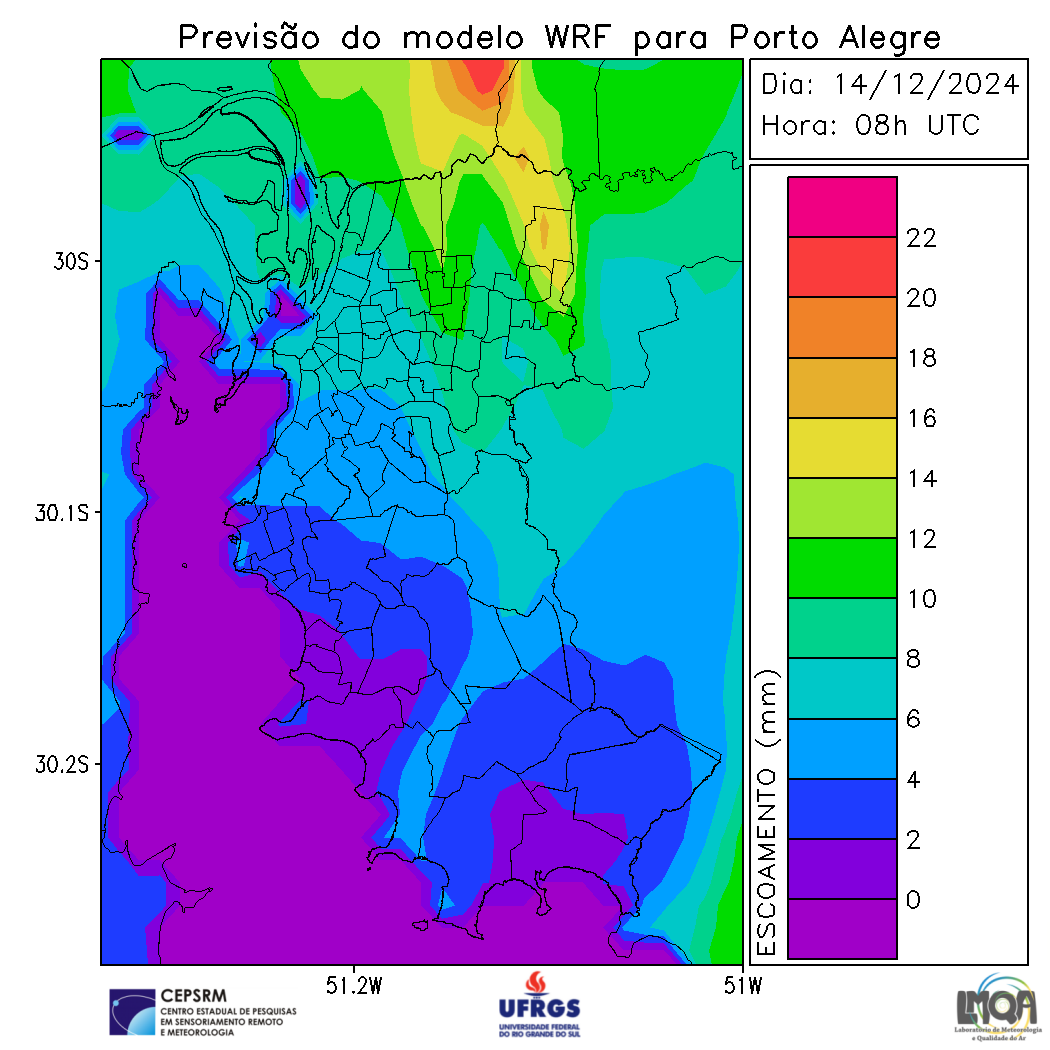 Previsão do modelo WRF para Porto Alegre
Dia: 14/12/2024
Hora: 08h UTC
22
20
18
16
14
12
10
8
6
4
2
0
ESCOAMENTO (mm)
30S
30.1S
30.2S
51.2W
51W
CEPSRM
CENTRO ESTADUAL DE PESQUISAS
EM SENSORIAMENTO REMOTO
E METEOROLOGIA
UFRGS
UNIVERSIDADE FEDERAL
DO RIO GRANDE DO SUL
LMQA
Laboratório de Meteorologia
e Qualidade do Ar